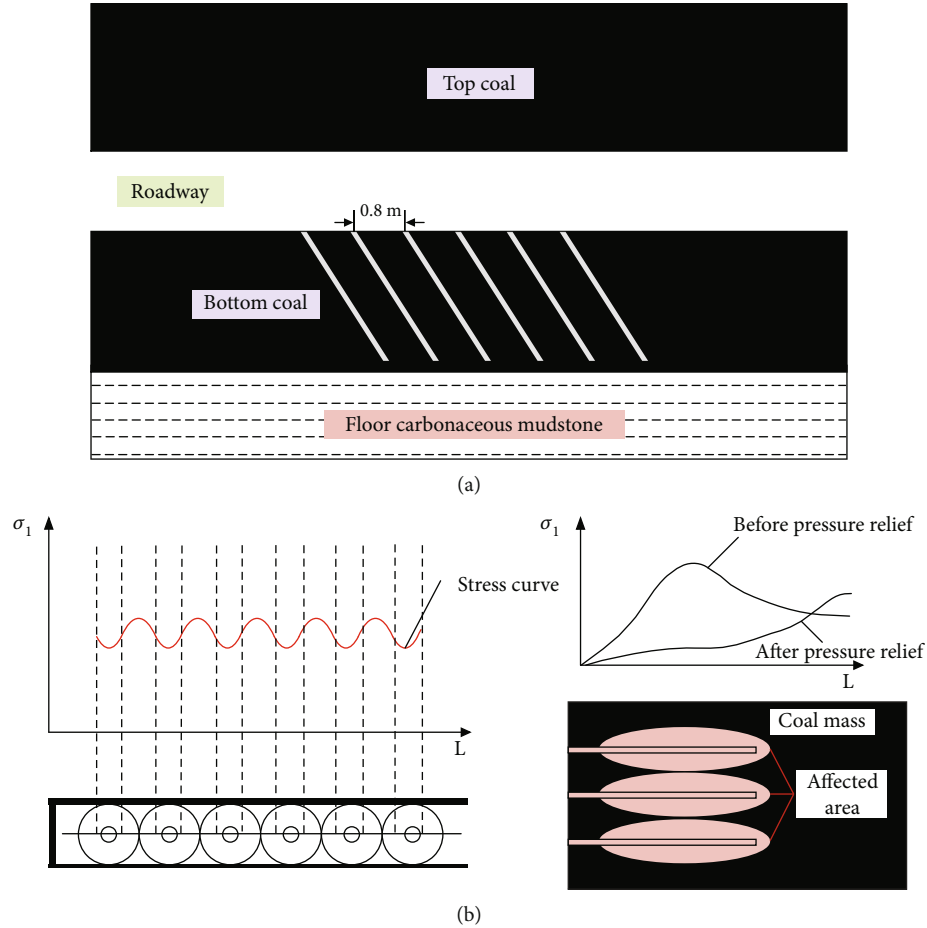 Top coal
Roadway
0.8 m
Bottom coal
Floor carbonaceous mudstone
(a)
σ1
Stress curve
L
σ1
Before pressure relief
After pressure relief
L
Coal mass
Affected
area
(b)